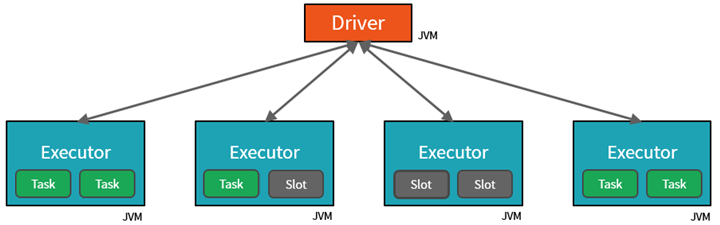 Driver
JVM
Executor Executor Executor Executor
Task Task Task Slot Slot Slot Task Task
JVM JVM JVM JVM